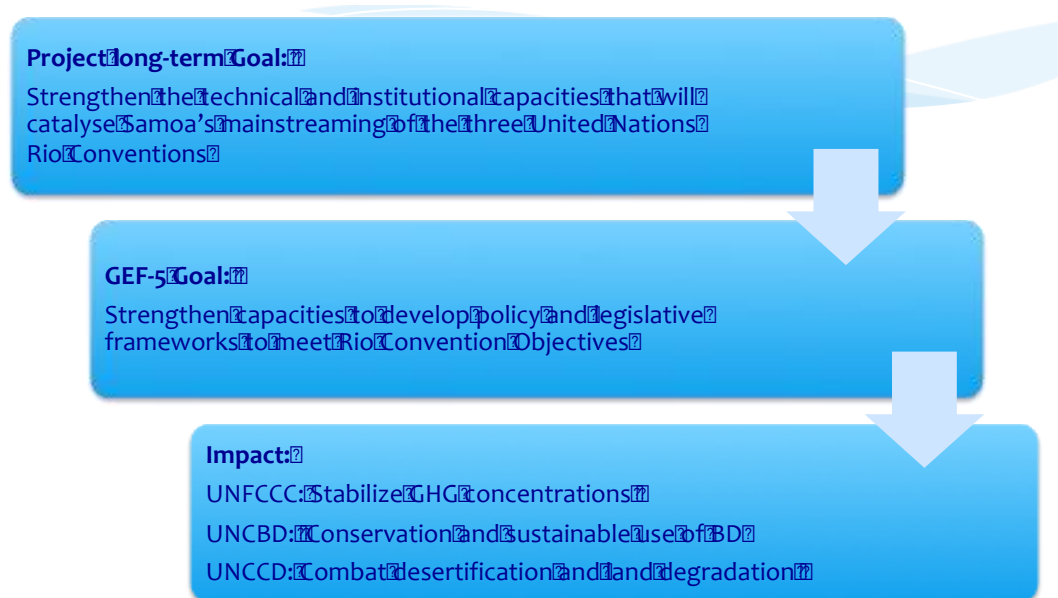 Project long-term Goal:
Strengthen the technical and institutional capacities that will
catalyse Samoa’s mainstreaming of the three United Nations
Rio Conventions
GEF-5 Goal:
Strengthen capacities to develop policy and legislative
frameworks to meet Rio Convention Objectives
Impact:
UNFCCC: Stabilize GHG concentrations
UNCBD: Conservation and sustainable use of BD
UNCCD: Combat desertification and land degradation